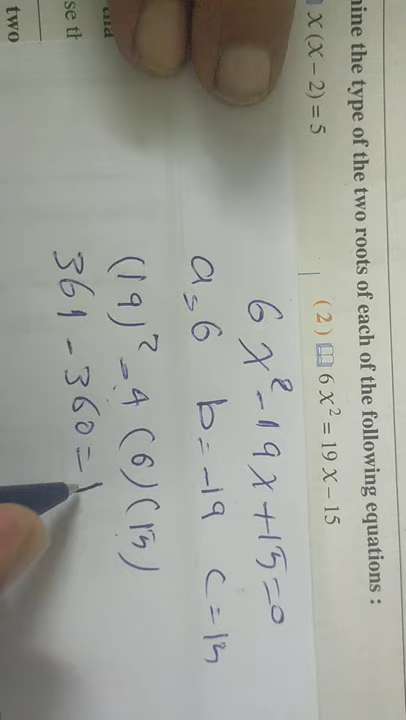 nine the type of the two roots of each of the following equations :
x (x – 2) = 5
( 2 ) 6 x² = 19 x – 15
6x² - 19x + 15 = 0
a = 6 b = -19 c = 15
(19)² - 4 (6) (15)
361 - 360 = 1
se th
two